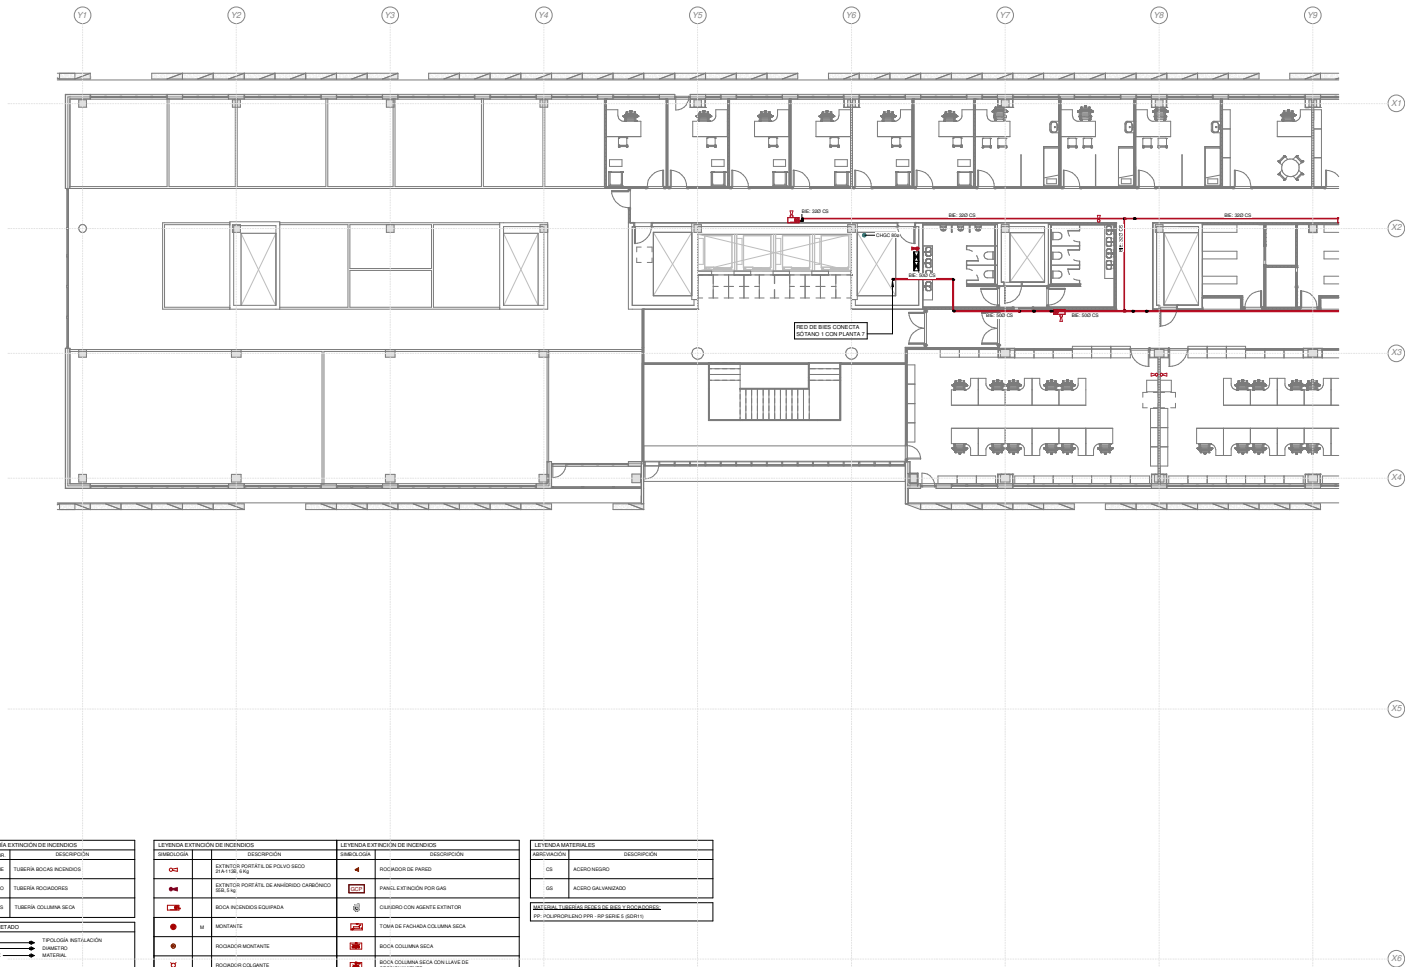 Y1 Y2 Y3 Y4 Y5 Y6 Y7 Y8 Y9
X1
BIE: 33Ø CS
BIE: 33Ø CS
BIE: 33Ø CS
X2
BIE: 33Ø CS
BIE: 50Ø CS
BIE: 50Ø CS
BIE: 50Ø CS
RED DE BIES CONECTA
SÓTANO 1 CON PLANTA 7
X3
X4
X5
ÍA EXTINCIÓN DE INCENDIOS
DESCRIPCIÓN
TUBERÍA BOCAS INCENDIOS
TUBERÍA ROCIADORES
TUBERÍA COLUMNA SECA
ETADO
TIPOLOGÍA INSTALACIÓN
DIAMETRO
MATERIAL
LEYENDA EXTINCIÓN DE INCENDIOS
SIMBOLOGÍA DESCRIPCIÓN
EXTINTOR PORTÁTIL DE POLVO SECO
21A-113B, 6 Kg
EXTINTOR PORTÁTIL DE ANHÍDRIDO CARBÓNICO
55B, 5 kg
BOCA INCENDIOS EQUIPADA
M MONTANTE
ROCIADOR MONTANTE
ROCIADOR COLGANTE
LEYENDA EXTINCIÓN DE INCENDIOS
SIMBOLOGÍA DESCRIPCIÓN
ROCIADOR DE PARED
GCP PANEL EXTINCIÓN POR GAS
CILINDRO CON AGENTE EXTINTOR
TOMA DE FACHADA COLUMNA SECA
BOCA COLUMNA SECA
BOCA COLUMNA SECA CON LLAVE DE
LEYENDA MATERIALES
ABREVIACIÓN DESCRIPCIÓN
CS ACERO NEGRO
GS ACERO GALVANIZADO
MATERIAL TUBERÍAS REDES DE BIES Y ROCIADORES:
PP: POLIPROPILENO PPR - RP SERIE 5 (SDR11)
X6